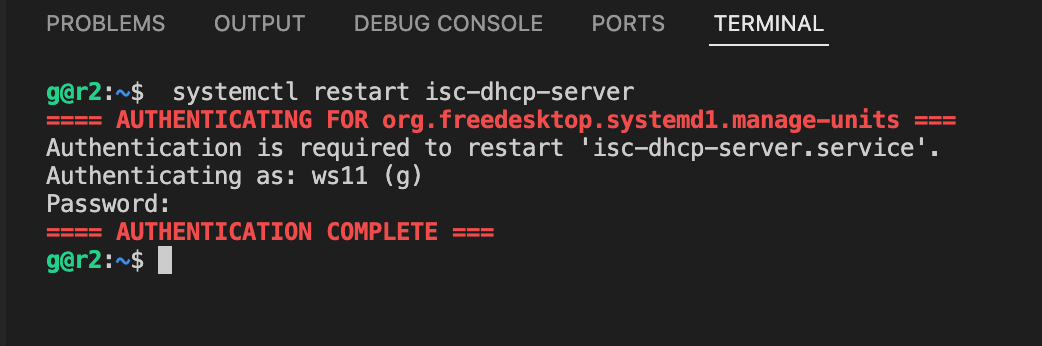 PROBLEMS OUTPUT DEBUG CONSOLE PORTS TERMINAL
g@r2:~$  systemctl restart isc-dhcp-server
==== AUTHENTICATING FOR org.freedesktop.systemd1.manage-units ===
Authentication is required to restart 'isc-dhcp-server.service'.
Authenticating as: ws11 (g)
Password:
==== AUTHENTICATION COMPLETE ===
g@r2:~$